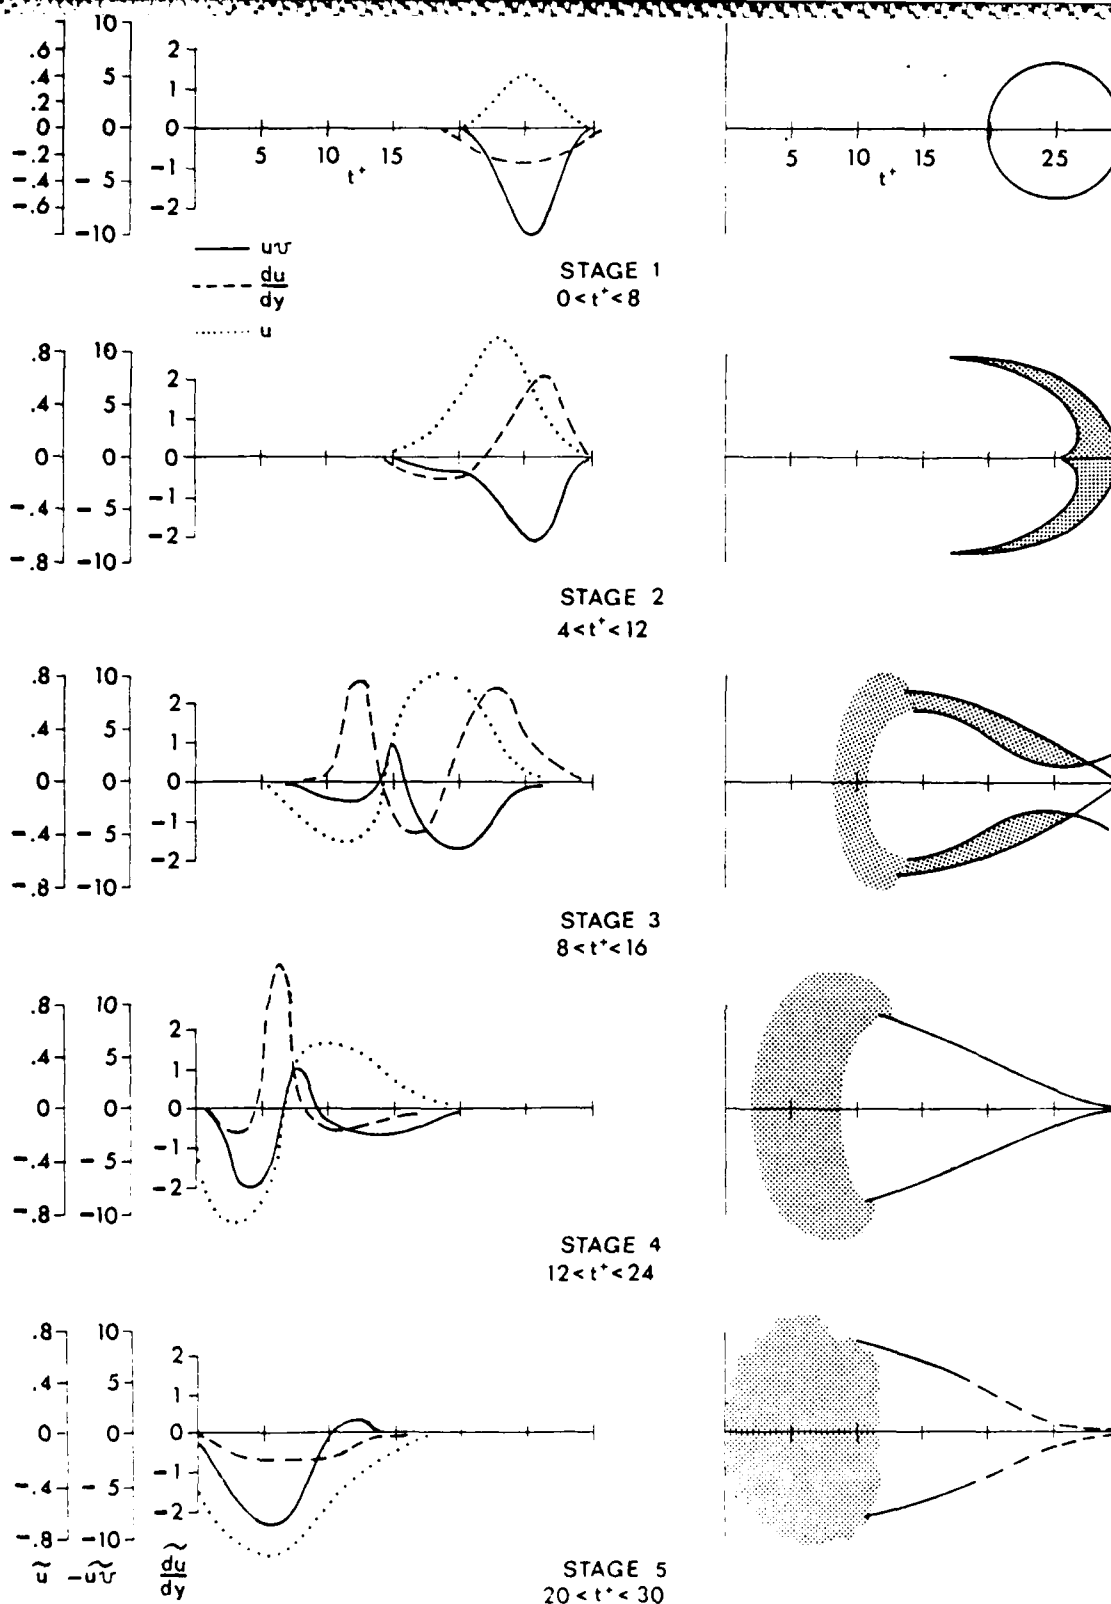 .6 10 2
.4 5 1
.2
0 0 0
-.2 -1
-.4 -5
-.6 -2
-10
5 10 15
t⁺
5 10 15 25
t⁺
uv
du
dy
u
STAGE 1
0<t⁺<8
.8 10 2
.4 5 1
0 0 0
-.4 -5 -1
-.8 -10 -2
STAGE 2
4<t⁺<12
.8 10 2
.4 5 1
0 0 0
-.4 -5 -1
-.8 -10 -2
STAGE 3
8<t⁺<16
.8 10 2
.4 5 1
0 0 0
-.4 -5 -1
-.8 -10 -2
STAGE 4
12<t⁺<24
.8 10 2
.4 5 1
0 0 0
-.4 -5 -1
-.8 -10 -2
ũ -ũv d̃u
dy
STAGE 5
20<t⁺<30